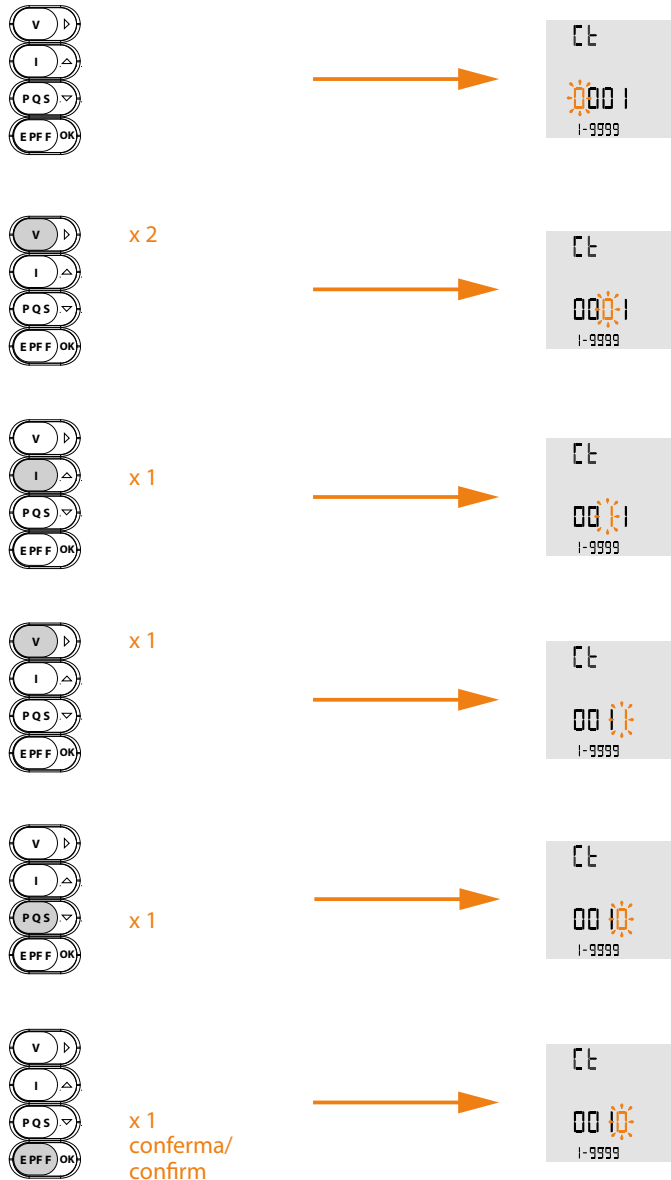 V
I
PQS
EPFF OK
Ct
0001
1-9999
V
x 2
I
PQS
EPFF OK
Ct
0001
1-9999
V
I
x 1
PQS
EPFF OK
Ct
0011
1-9999
V
x 1
I
PQS
EPFF OK
Ct
0011
1-9999
V
I
PQS
x 1
EPFF OK
Ct
0010
1-9999
V
I
PQS
x 1
EPFF OK
conferma/
confirm
Ct
0010
1-9999